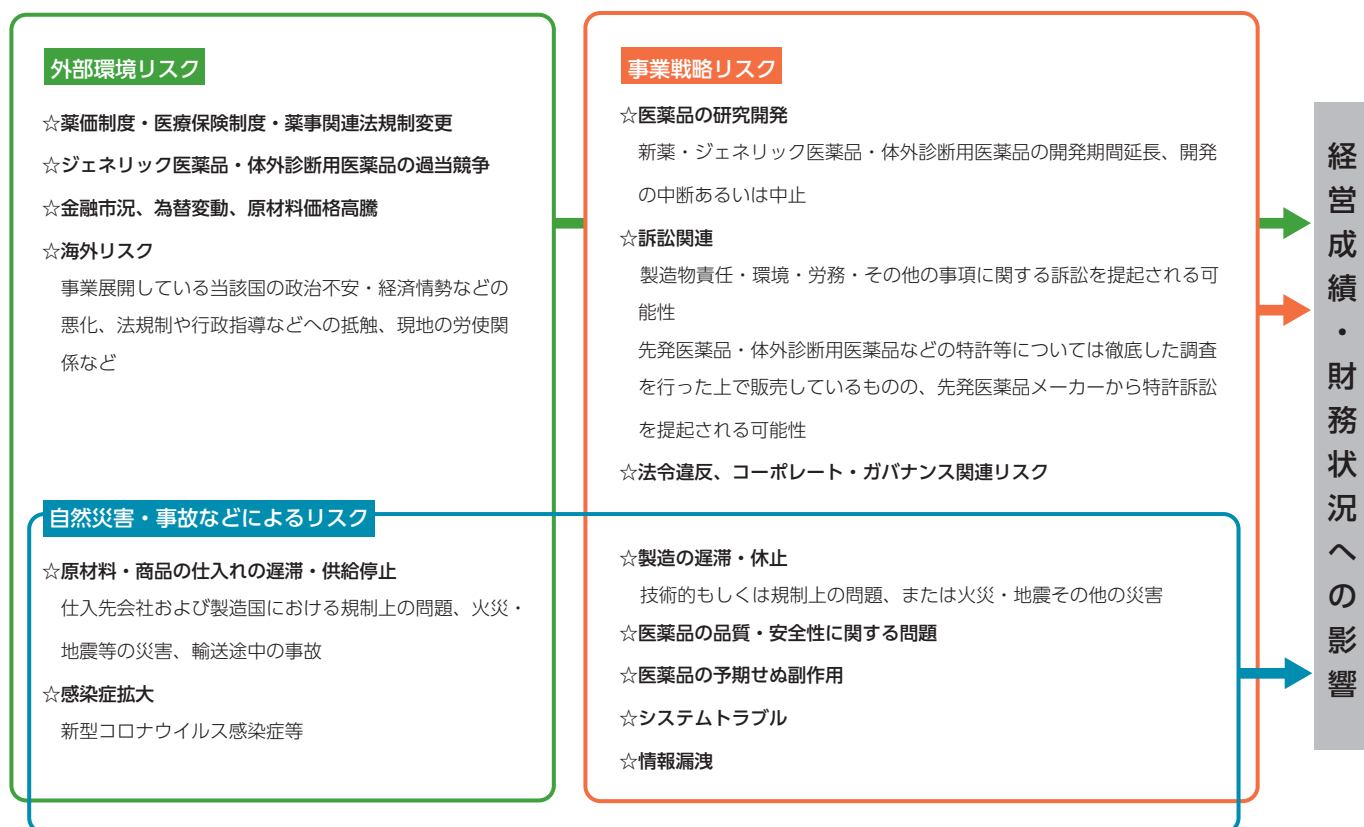 外部環境リスク
☆薬価制度・医療保険制度・薬事関連法規制変更
☆ジェネリック医薬品・体外診断用医薬品の過当競争
☆金融市況、為替変動、原材料価格高騰
☆海外リスク
事業展開している当該国の政治不安・経済情勢などの
悪化、法規制や行政指導などへの抵触、現地の労使関
係など
事業戦略リスク
☆医薬品の研究開発
新薬・ジェネリック医薬品・体外診断用医薬品の開発期間延長、開発
の中断あるいは中止
☆訴訟関連
製造物責任・環境・労務・その他の事項に関する訴訟を提起される可
能性
先発医薬品・体外診断用医薬品などの特許等については徹底した調査
を行った上で販売しているものの、先発医薬品メーカーから特許訴訟
を提起される可能性
☆法令違反、コーポレート・ガバナンス関連リスク
自然災害・事故などによるリスク
☆原材料・商品の仕入れの遅滞・供給停止
仕入先会社および製造国における規制上の問題、火災・
地震等の災害、輸送途中の事故
☆感染症拡大
新型コロナウイルス感染症等
☆製造の遅滞・休止
技術的もしくは規制上の問題、または火災・地震その他の災害
☆医薬品の品質・安全性に関する問題
☆医薬品の予期せぬ副作用
☆システムトラブル
☆情報漏洩
経営成績・財務状況への影響